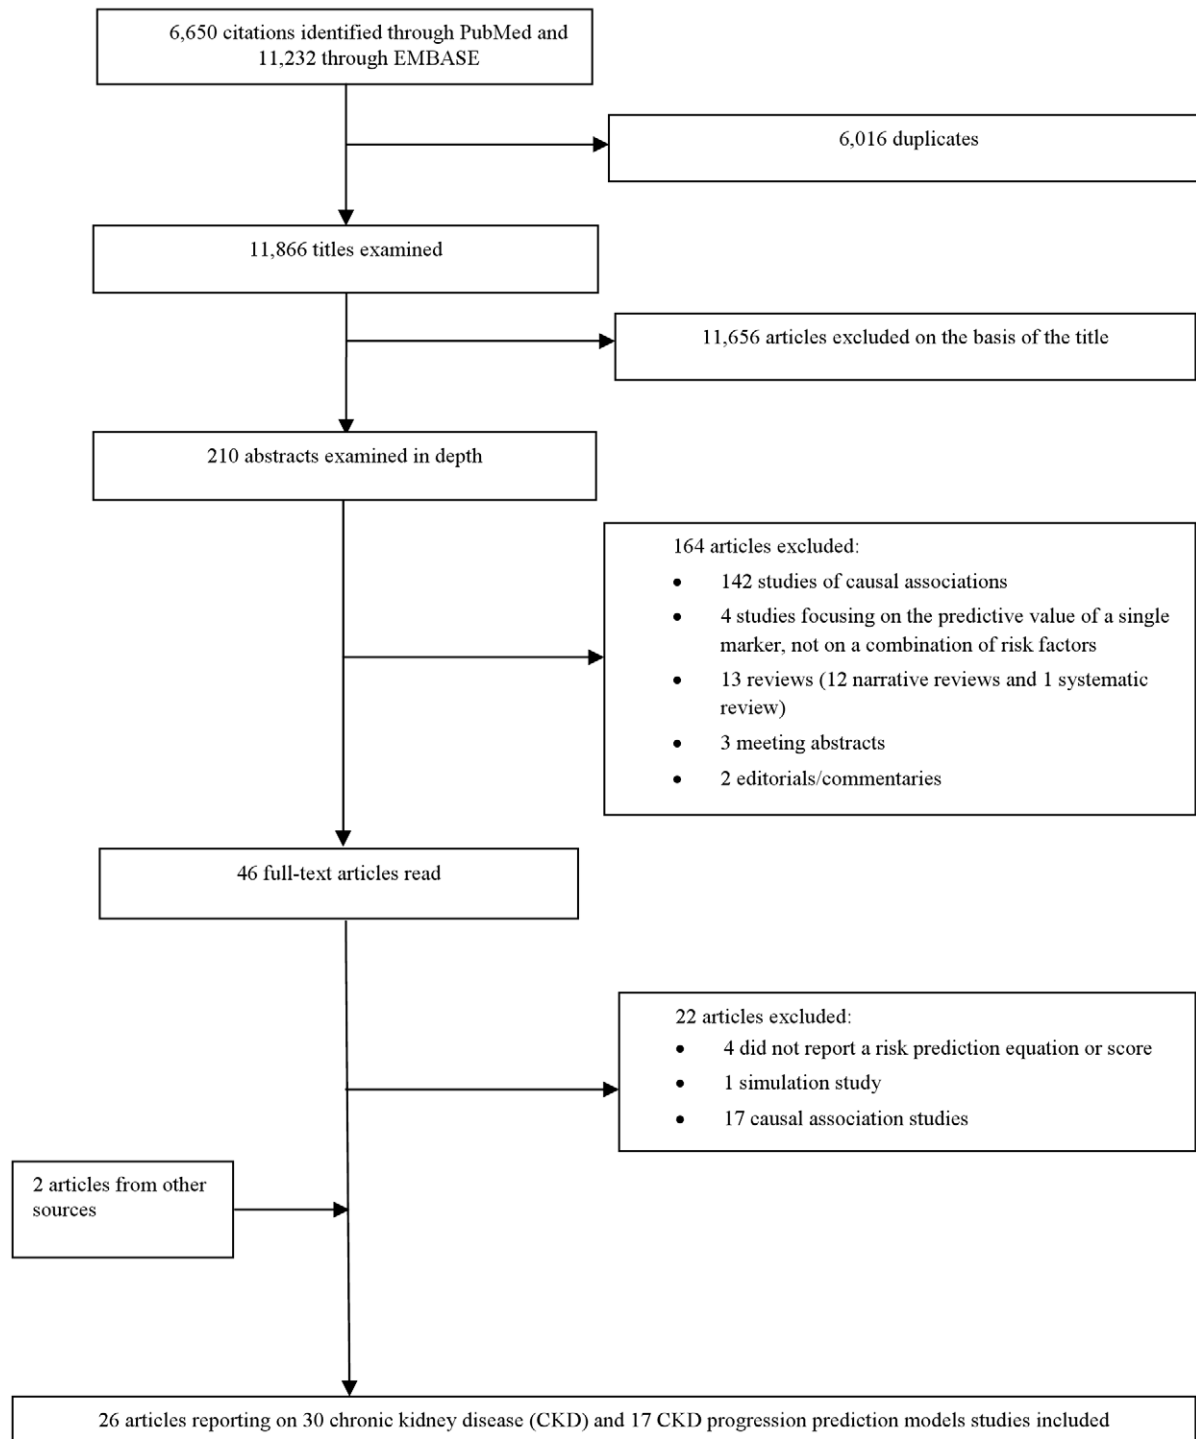 6,650 citations identified through PubMed and
11,232 through EMBASE
6,016 duplicates
11,866 titles examined
11,656 articles excluded on the basis of the title
210 abstracts examined in depth
164 articles excluded:
• 142 studies of causal associations
• 4 studies focusing on the predictive value of a single
marker, not on a combination of risk factors
• 13 reviews (12 narrative reviews and 1 systematic
review)
• 3 meeting abstracts
• 2 editorials/commentaries
46 full-text articles read
22 articles excluded:
• 4 did not report a risk prediction equation or score
• 1 simulation study
• 17 causal association studies
2 articles from other
sources
26 articles reporting on 30 chronic kidney disease (CKD) and 17 CKD progression prediction models studies included